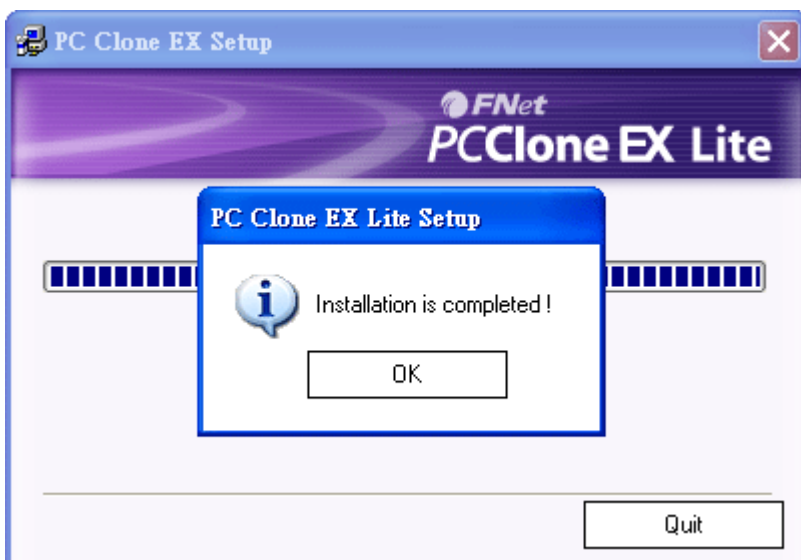 PC Clone EX Setup
FNet
PCClone EX Lite
PC Clone EX Lite Setup
Installation is completed !
OK
Quit